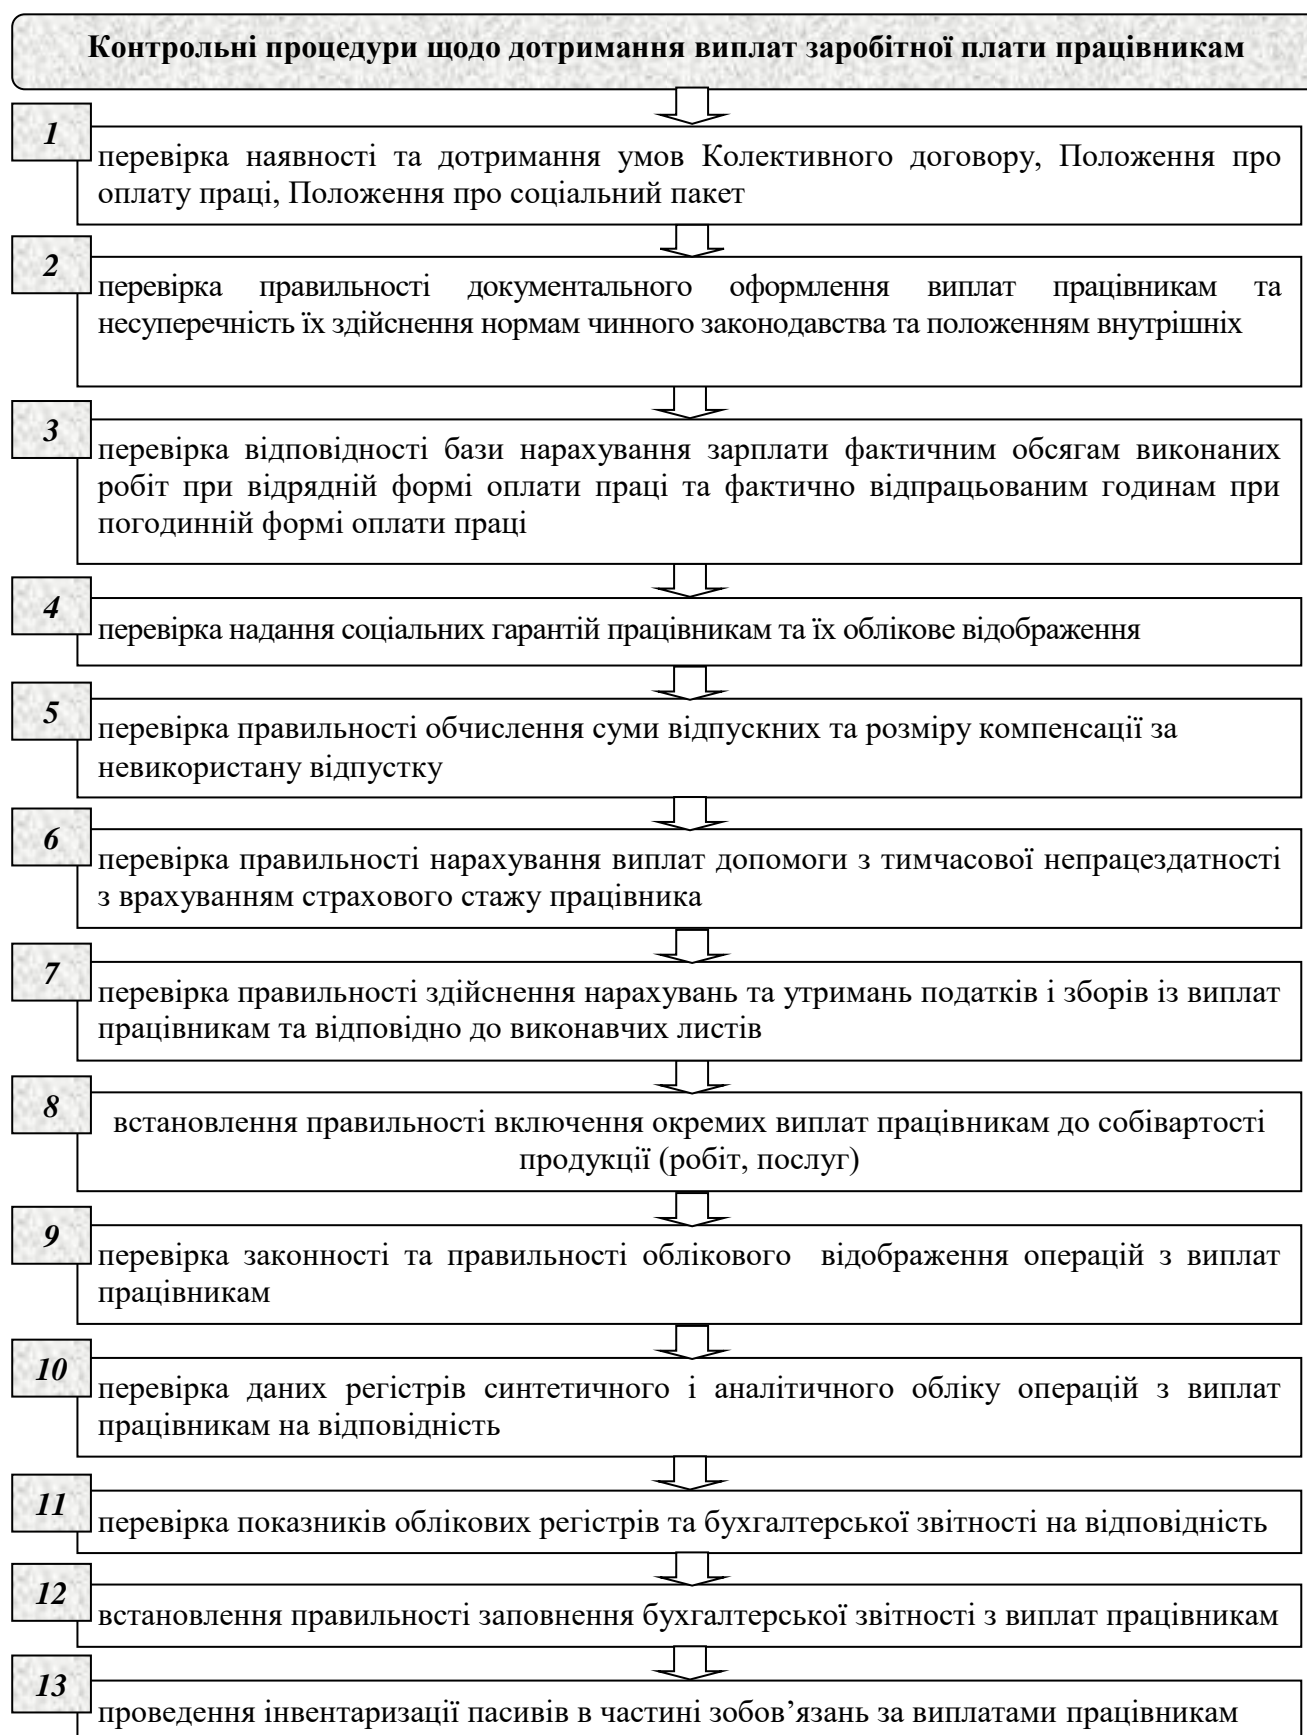 Контрольні процедури щодо дотримання виплат заробітної плати працівникам
1
перевірка наявності та дотримання умов Колективного договору, Положення про
оплату праці, Положення про соціальний пакет
2
перевірка правильності документального оформлення виплат працівникам та
несуперечність їх здійснення нормам чинного законодавства та положенням внутрішніх
3
перевірка відповідності бази нарахування зарплати фактичним обсягам виконаних
робіт при відрядній формі оплати праці та фактично відпрацьованим годинам при
погодинній формі оплати праці
4
перевірка надання соціальних гарантій працівникам та їх облікове відображення
5
перевірка правильності обчислення суми відпускних та розміру компенсації за
невикористану відпустку
6
перевірка правильності нарахування виплат допомоги з тимчасової непрацездатності
з врахуванням страхового стажу працівника
7
перевірка правильності здійснення нарахувань та утримань податків і зборів із виплат
працівникам та відповідно до виконавчих листів
8
встановлення правильності включення окремих виплат працівникам до собівартості
продукції (робіт, послуг)
9
перевірка законності та правильності облікового відображення операцій з виплат
працівникам
10
перевірка даних регістрів синтетичного і аналітичного обліку операцій з виплат
працівникам на відповідність
11
перевірка показників облікових регістрів та бухгалтерської звітності на відповідність
12
встановлення правильності заповнення бухгалтерської звітності з виплат працівникам
13
проведення інвентаризації пасивів в частині зобов’язань за виплатами працівникам